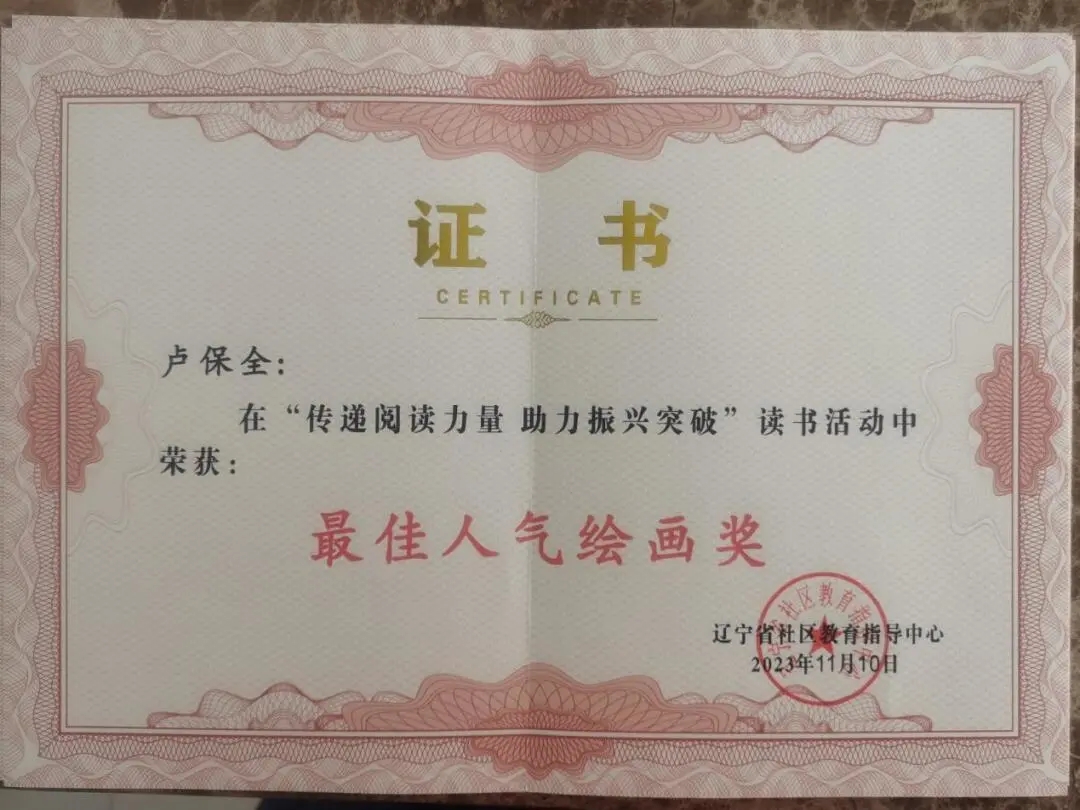 证 书
CERTIFICATE
卢保全:
在“传递阅读力量 助力振兴突破”读书活动中
荣获:
最佳人气绘画奖
辽宁省社区教育指导中心
2023年11月10日